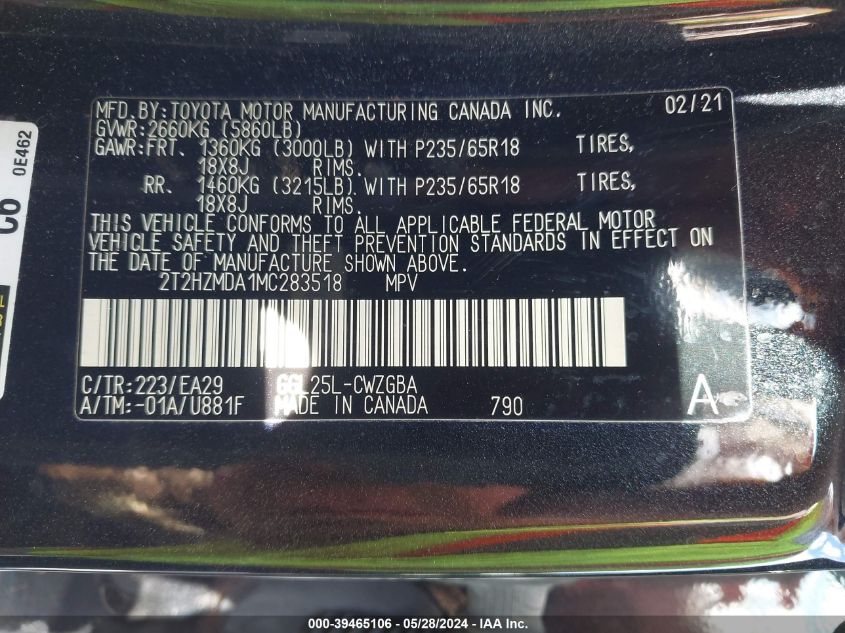 MFD.BY:TOYOTA MOTOR MANUFACTURING CANADA INC. 02/21
GVWR:2660KG (5860LB)
GAWR:FRT. 1360KG (3000LB) WITH P235/65R18 TIRES,
18X8J RIMS.
RR. 1460KG (3215LB) WITH P235/65R18 TIRES,
18X8J RIMS.
THIS VEHICLE CONFORMS TO ALL APPLICABLE FEDERAL MOTOR
VEHICLE SAFETY AND THEFT PREVENTION STANDARDS IN EFFECT ON
THE DATE OF MANUFACTURE SHOWN ABOVE.
2T2HZMDA1MC283518 MPV
C/TR:223/EA29 GGL25L-CWZGBA
A/TM:-01A/U881F MADE IN CANADA 790 A
0E462
000-39465106 / 05/28/2024 - IAA Inc.